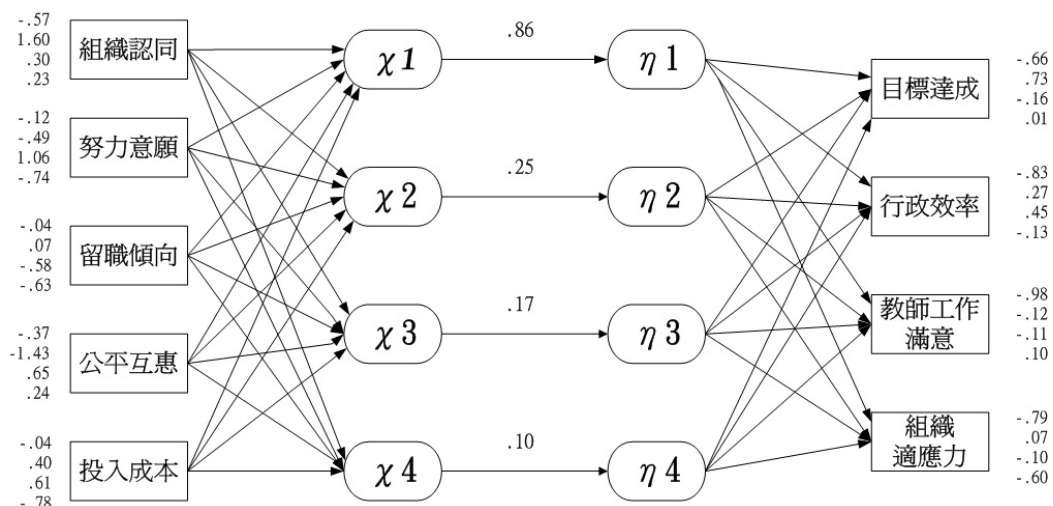 -.57
1.60
.30
.23
組織認同
χ1
.86
η1
目標達成
-.66
.73
-.16
.01
-.12
-.49
1.06
-.74
努力意願
χ2
.25
η2
行政效率
-.83
.27
.45
-.13
-.04
.07
-.58
-.63
留職傾向
χ3
.17
η3
教師工作
滿意
-.98
-.12
-.11
.10
-.37
-1.43
.65
.24
公平互惠
χ4
.10
η4
組織
適應力
-.79
.07
-.10
-.60
-.04
.40
.61
-.78
投入成本